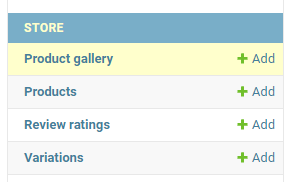 STORE
Product gallery Add
Products Add
Review ratings Add
Variations Add